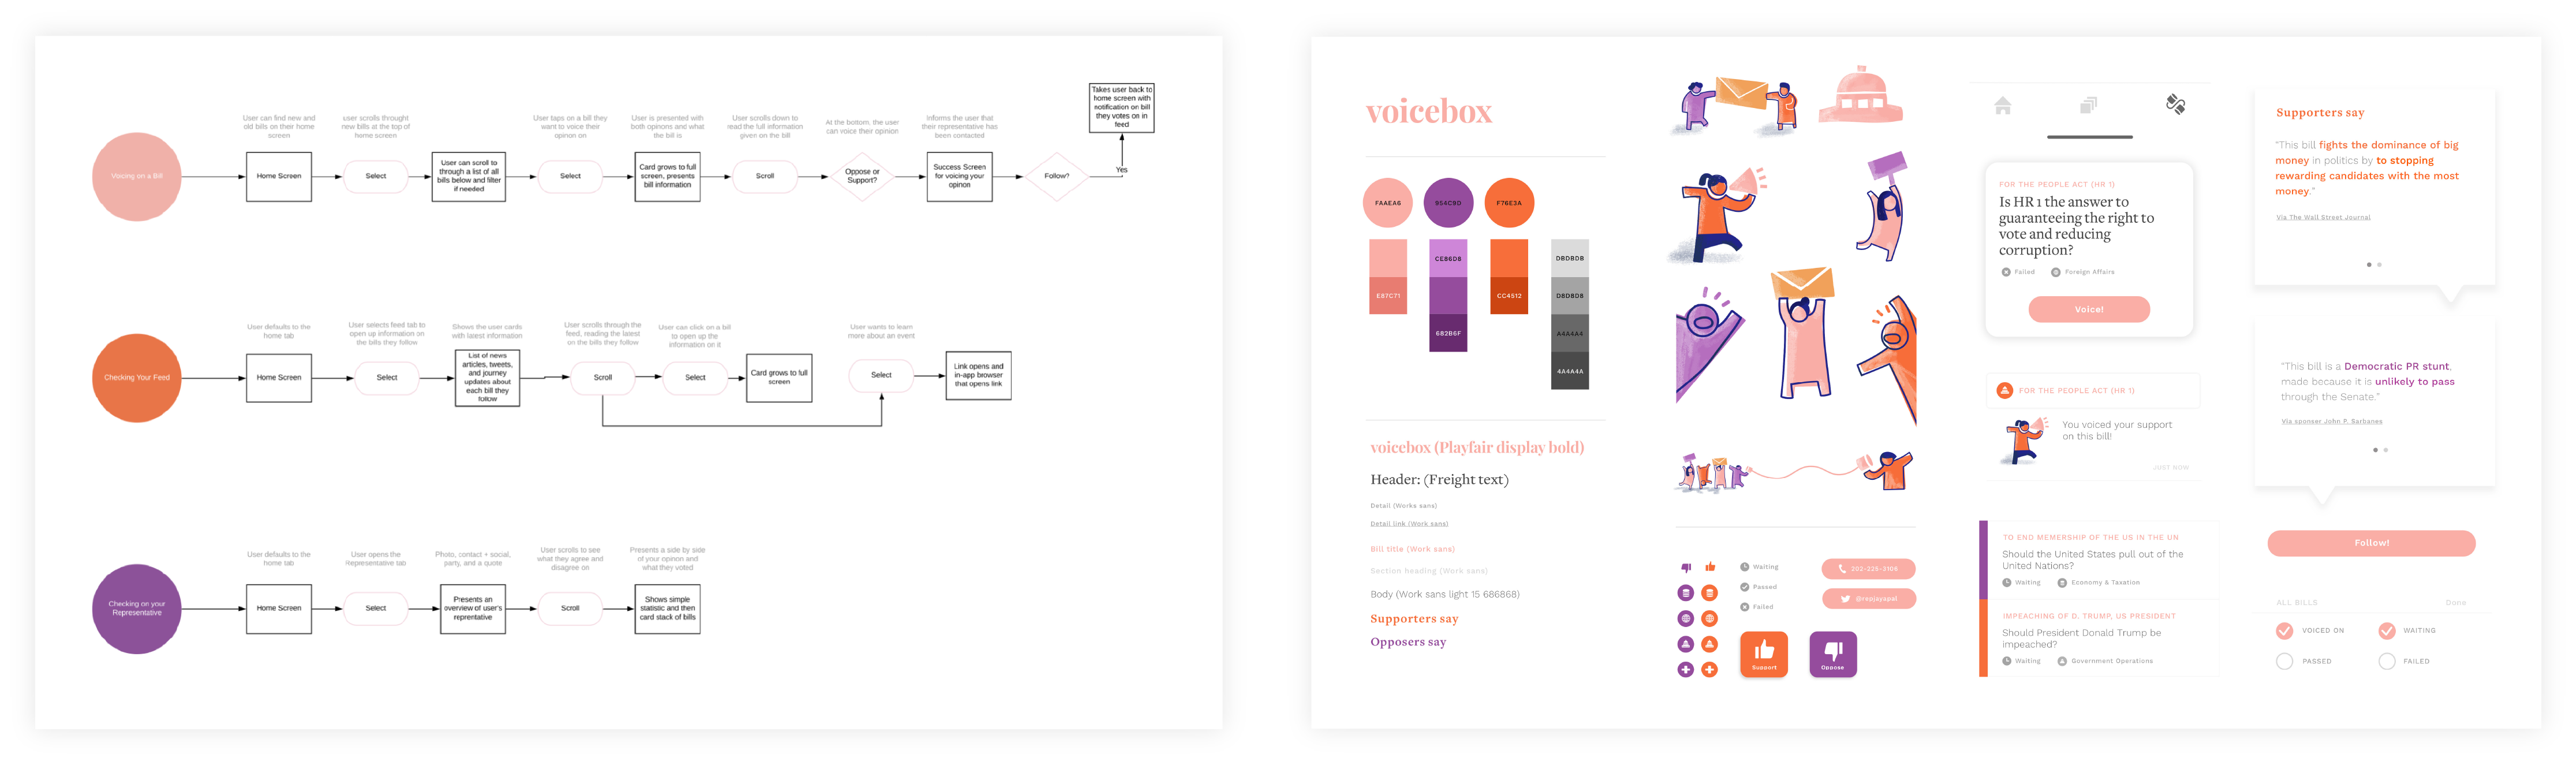 User can find new and
old bills on their home
screen
user scrolls throught
new bills at the top of
home screen
User taps on a bill they
want to voice their
opinion on
User is presented with
both opinons and what
the bill is
User scrolls down to
read the full information
given on the bill
At the bottom, the user
can voice their opinion
Informs the user that
their representative has
been contacted
Takes user back to
home screen with
notification on bill
they votes on in
feed
Voicing on a Bill
Home Screen
Select
User can scroll to
through a list of all
bills below and filter
if needed
Select
Card grows to full
screen, presents
bill information
Scroll
Oppose or
Support?
Success Screen
for voicing your
opinon
Follow?
Yes
User defaults to the
home tab
User selects feed tab to
open up information on
the bills they follow
Shows the user cards
with latest information
User scrolls through the
feed, reading the latest
on the bills they follow
User can click on a bill
to open up the
information on it
User wants to learn
more about an event
Checking Your Feed
Home Screen
Select
List of news
articles, tweets,
and journey
updates about
each bill they
follow
Scroll
Select
Card grows to full
screen
Select
Link opens and
in-app browser
that opens link
User defaults to the
home tab
User opens the
Representative tab
Photo, contact + social,
party, and a quote
User scrolls to see
what they agree and
disagree on
Presents a side by side
of your opinon and
what they voted
Checking on your
Representative
Home Screen
Select
Presents an
overview of user's
reprentative
Scroll
Shows simple
statistic and then
card stack of bills
voicebox
FAAEA6
954C9D
F76E3A
E87C71
CE86D8
682B6F
CC4512
DBDBDB
D8D8D8
A4A4A4
4A4A4A
voicebox (Playfair display bold)
Header: (Freight text)
Detail (Works sans)
Detail link (Work sans)
Bill title (Work sans)
Section heading (Work sans)
Body (Work sans light 15 686868)
Supporters say
Opposers say
Waiting
Passed
Failed
202-225-3106
@repjayapal
Support
Oppose
FOR THE PEOPLE ACT (HR 1)
Is HR 1 the answer to
guaranteeing the right to
vote and reducing
corruption?
Failed
Foreign Affairs
Voice!
FOR THE PEOPLE ACT (HR 1)
You voiced your support
on this bill!
JUST NOW
TO END MEMERSHIP OF THE US IN THE UN
Should the United States pull out of the
United Nations?
Waiting
Economy & Taxation
IMPEACHING OF D. TRUMP, US PRESIDENT
Should President Donald Trump be
impeached?
Waiting
Government Operations
Supporters say
"This bill fights the dominance of big
money in politics by to stopping
rewarding candidates with the most
money."
Via The Wall Street Journal
"This bill is a Democratic PR stunt,
made because it is unlikely to pass
through the Senate."
Via sponser John P. Sarbanes
Follow!
ALL BILLS
Done
VOICED ON
WAITING
PASSED
FAILED